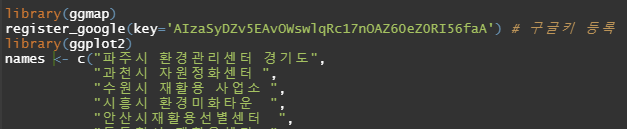 library(ggmap)
register_google(key='AIzaSyDZv5EAvOWswlqRc17nOAZ60eZ0RI56faA') # 구글키 등록
library(ggplot2)
names <- c("파주시 환경관리센터 경기도",
"과천시 자원정화센터 ",
"수원시 재활용 사업소 ",
"시흥시 환경미화타운  ",
"안산시재활용선별센터  ",